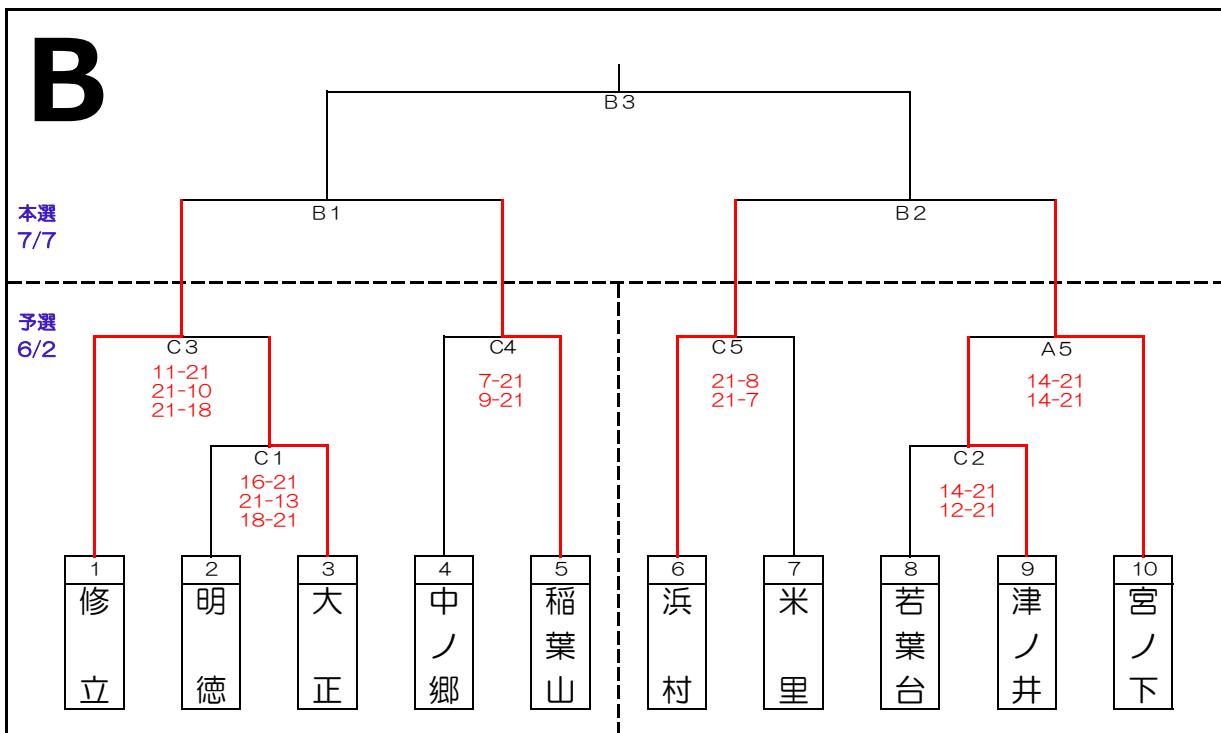 B
B3
本選
7/7
B1
B2
予選
6/2
C3
11-21
21-10
21-18
C4
7-21
9-21
C5
21-8
21-7
A5
14-21
14-21
C1
16-21
21-13
18-21
C2
14-21
12-21
1
2
3
4
5
6
7
8
9
10
修立
明徳
大正
中ノ郷
稲葉山
浜村
米里
若葉台
津ノ井
宮ノ下